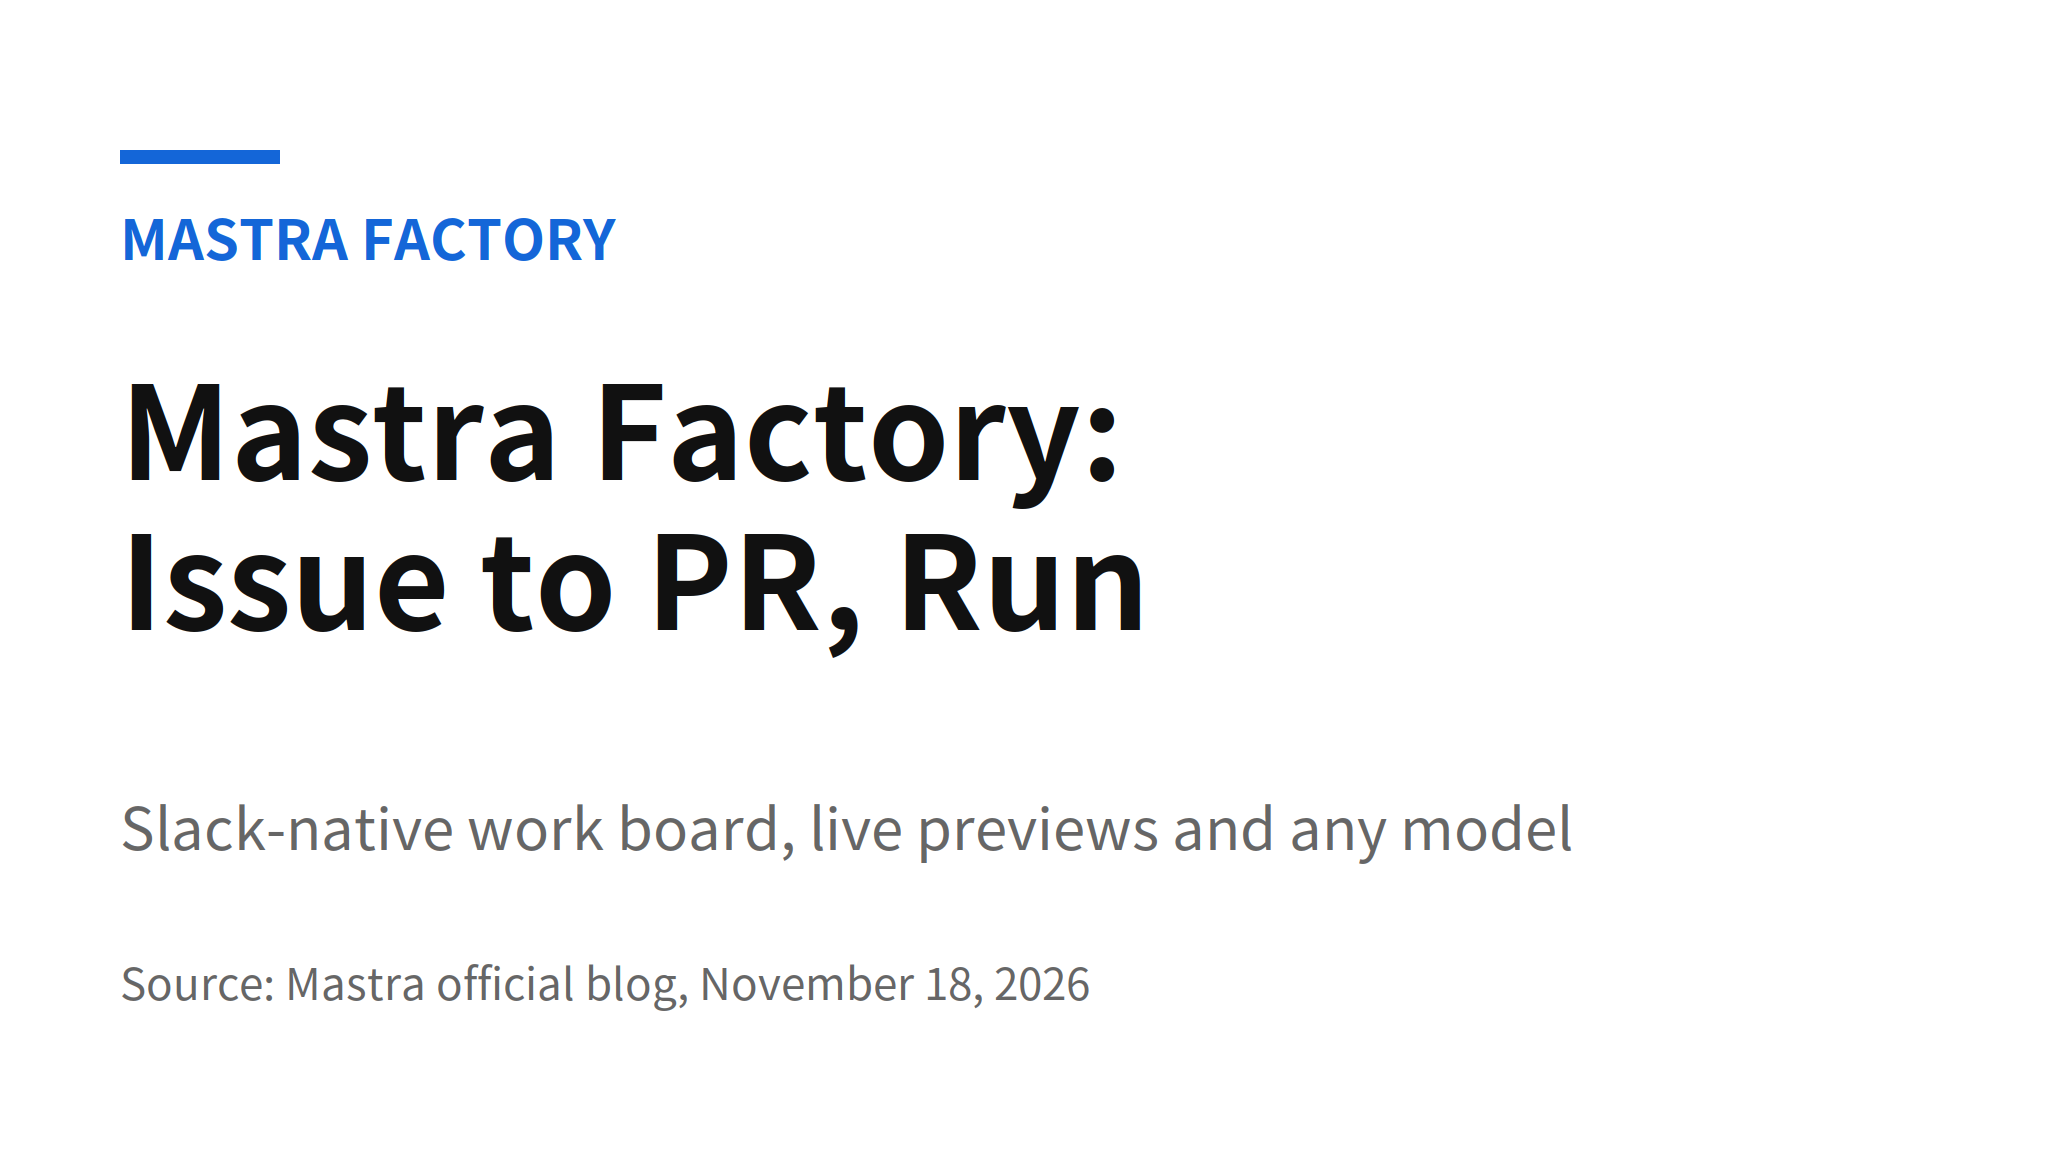 MASTRA FACTORY
Mastra Factory:
Issue to PR, Run
Slack-native work board, live previews and any model
Source: Mastra official blog, November 18, 2026